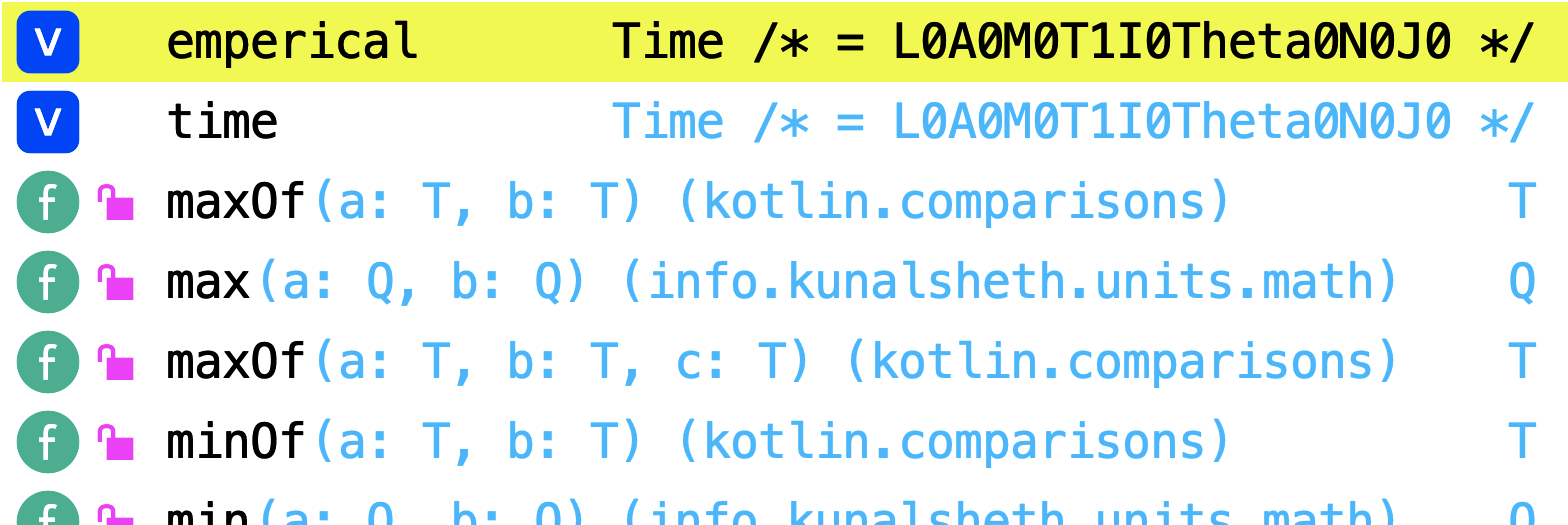 V emperical Time /* = L0A0M0T1I0Theta0N0J0 */
V time Time /* = L0A0M0T1I0Theta0N0J0 */
f maxOf(a: T, b: T) (kotlin.comparisons) T
f max(a: Q, b: Q) (info.kunalsheth.units.math) Q
f maxOf(a: T, b: T, c: T) (kotlin.comparisons) T
f minOf(a: T, b: T) (kotlin.comparisons) T
f min(a: Q, b: Q) (info.kunalsheth.units.math) Q